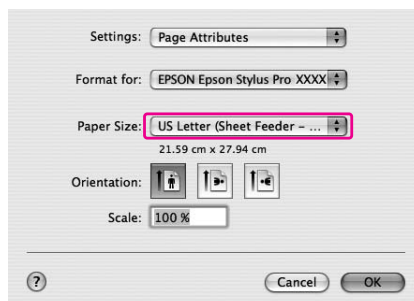 Settings: Page Attributes
Format for: EPSON Epson Stylus Pro XXXX
Paper Size: US Letter (Sheet Feeder – ...
21.59 cm x 27.94 cm
Orientation:
Scale: 100 %
? Cancel OK